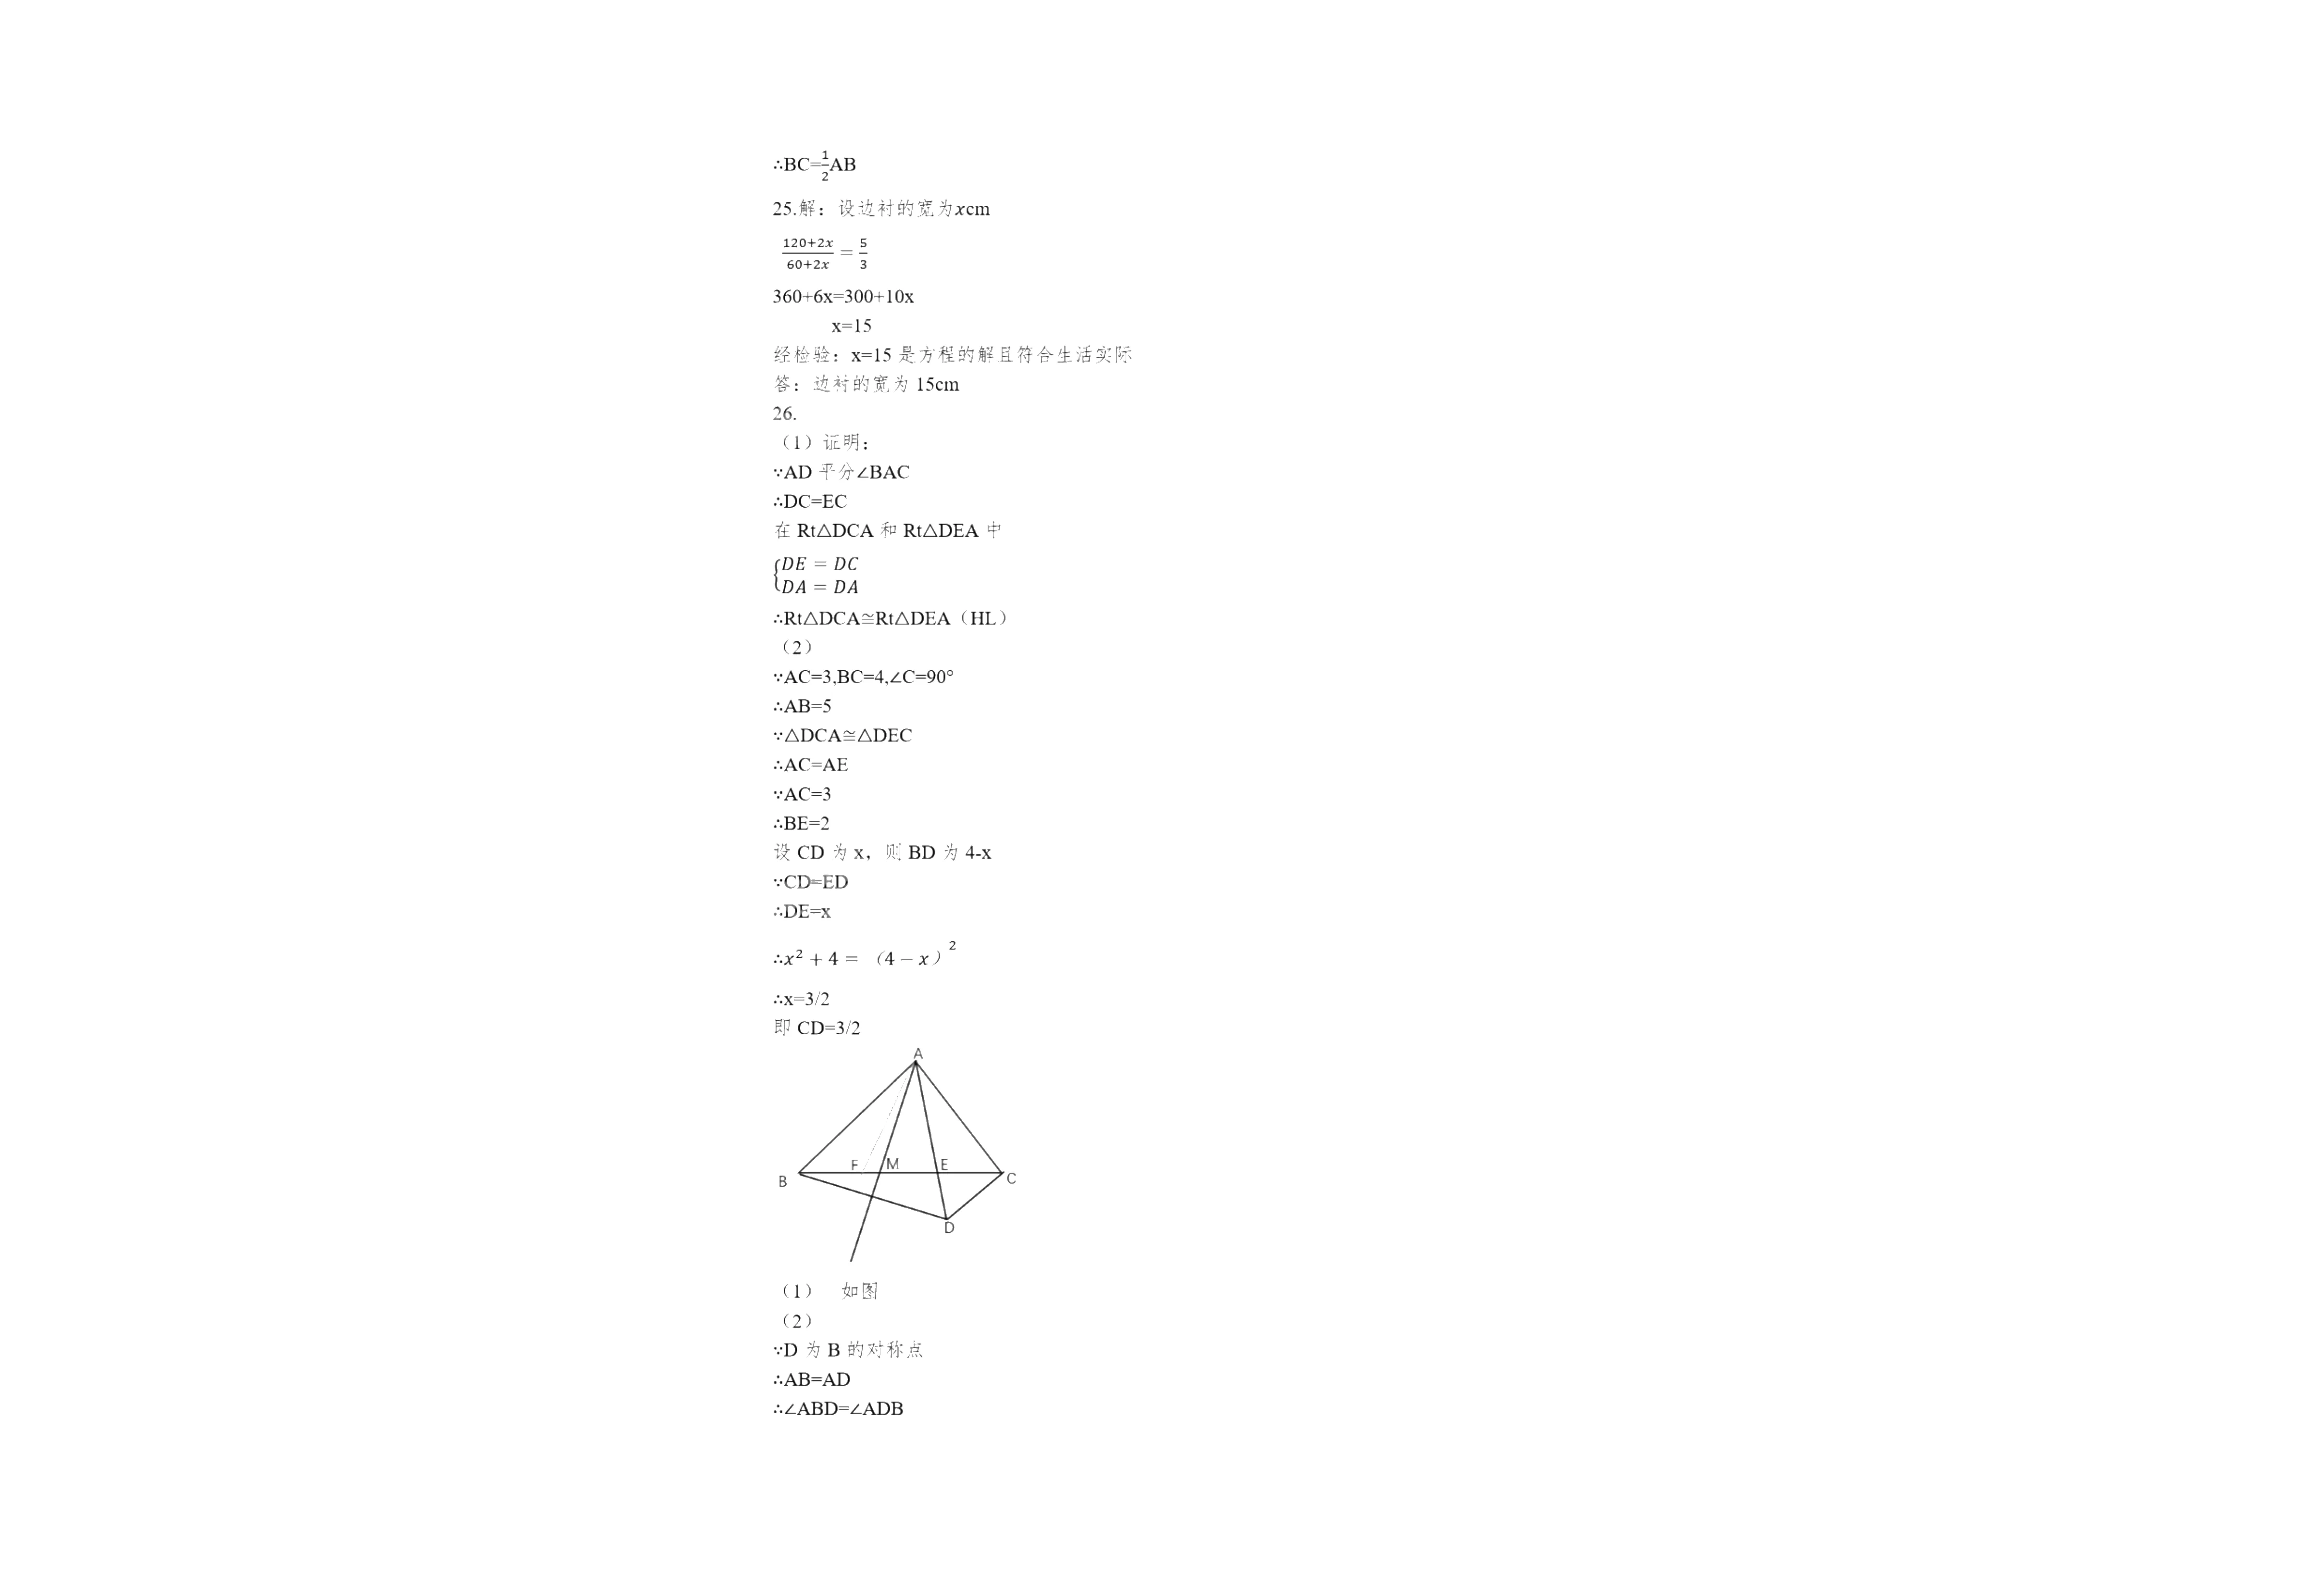 ∴BC=1/2AB
25.解：设边衬的宽为xcm
(120+2x)/(60+2x) = 5/3
360+6x=300+10x
x=15
经检验：x=15 是方程的解且符合生活实际
答：边衬的宽为 15cm
26.
（1）证明：
∵AD 平分∠BAC
∴DC=EC
在 Rt△DCA 和 Rt△DEA 中
{DE = DC
DA = DA
∴Rt△DCA≅Rt△DEA（HL）
（2）
∵AC=3,BC=4,∠C=90°
∴AB=5
∵△DCA≅△DEC
∴AC=AE
∵AC=3
∴BE=2
设 CD 为 x，则 BD 为 4-x
∵CD=ED
∴DE=x
∴x² + 4 = （4 − x）²
∴x=3/2
即 CD=3/2
A
F M E
B C
D
（1） 如图
（2）
∵D 为 B 的对称点
∴AB=AD
∴∠ABD=∠ADB